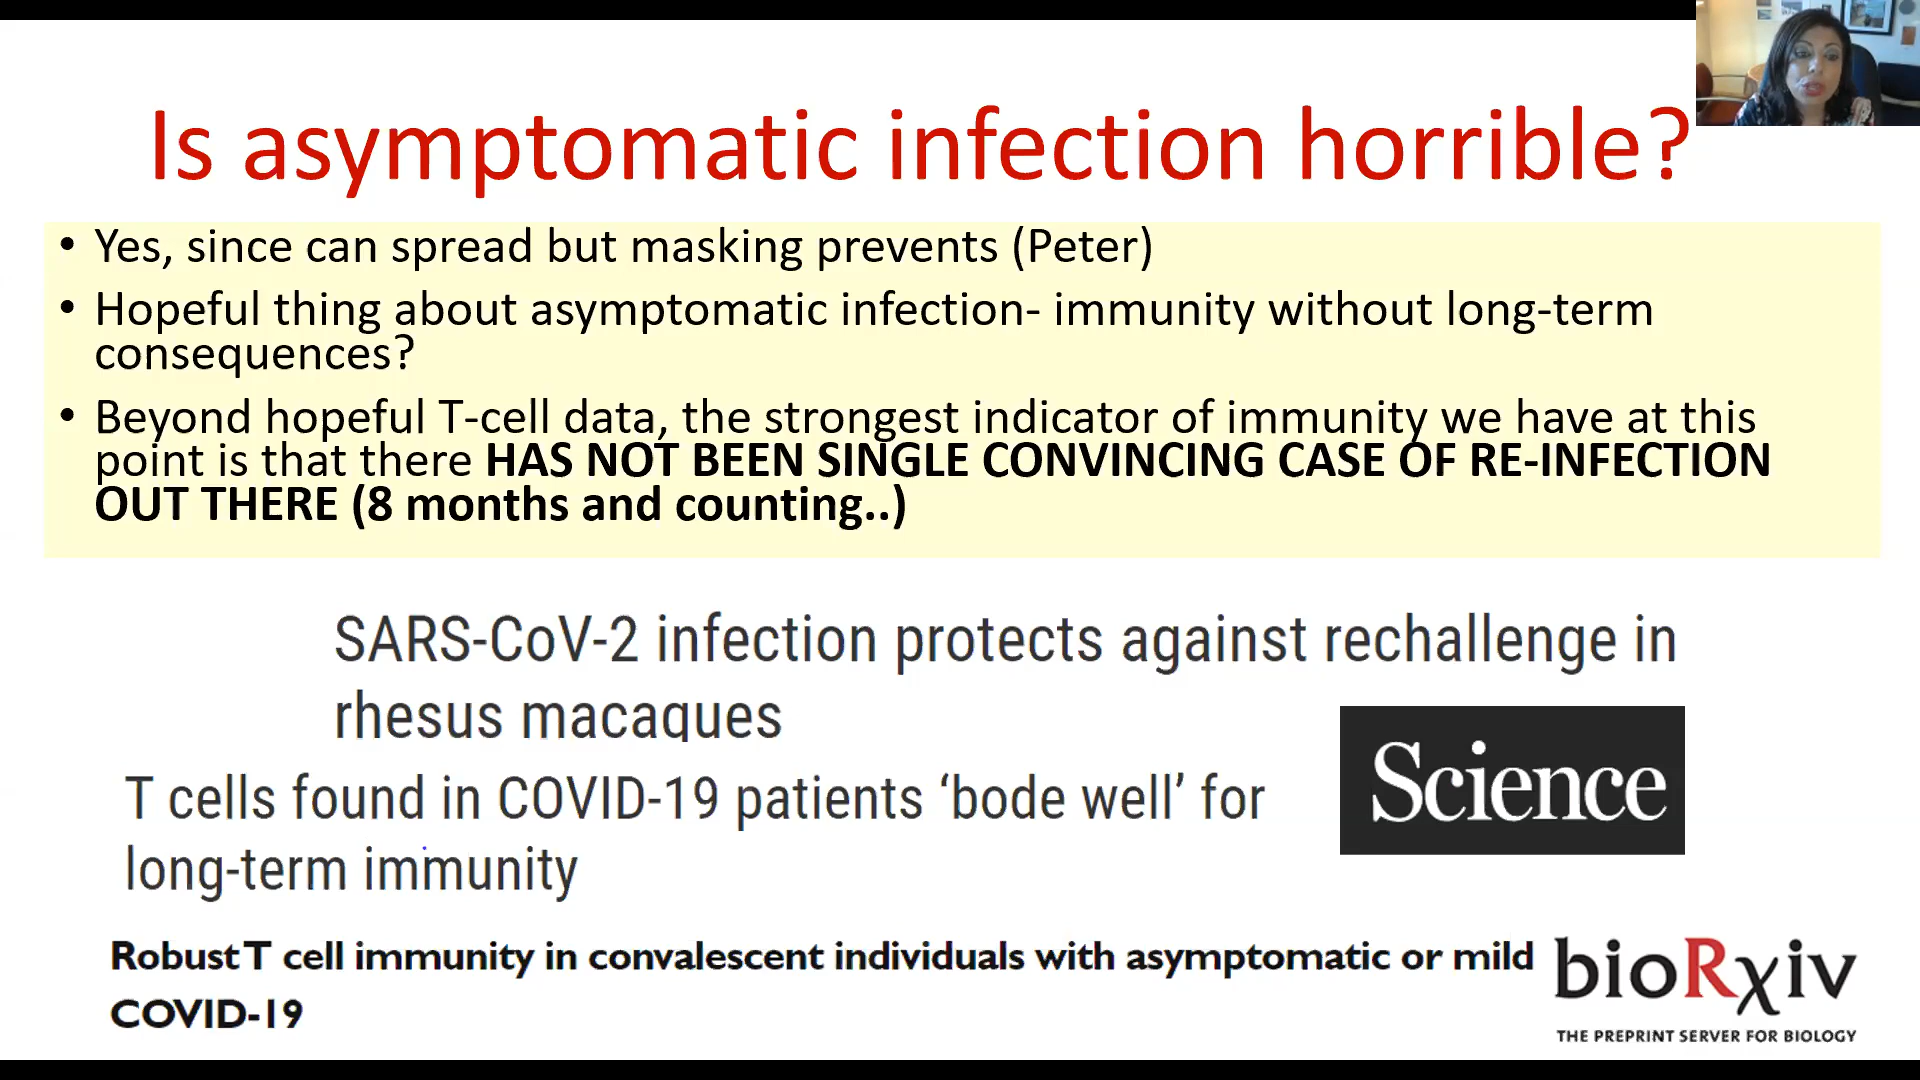 Is asymptomatic infection horrible?
• Yes, since can spread but masking prevents (Peter)
• Hopeful thing about asymptomatic infection- immunity without long-term
consequences?
• Beyond hopeful T-cell data, the strongest indicator of immunity we have at this
point is that there HAS NOT BEEN SINGLE CONVINCING CASE OF RE-INFECTION
OUT THERE (8 months and counting..)
SARS-CoV-2 infection protects against rechallenge in
rhesus macaques
T cells found in COVID-19 patients ‘bode well’ for
long-term immunity
Science
Robust T cell immunity in convalescent individuals with asymptomatic or mild
COVID-19
bioRxiv
THE PREPRINT SERVER FOR BIOLOGY